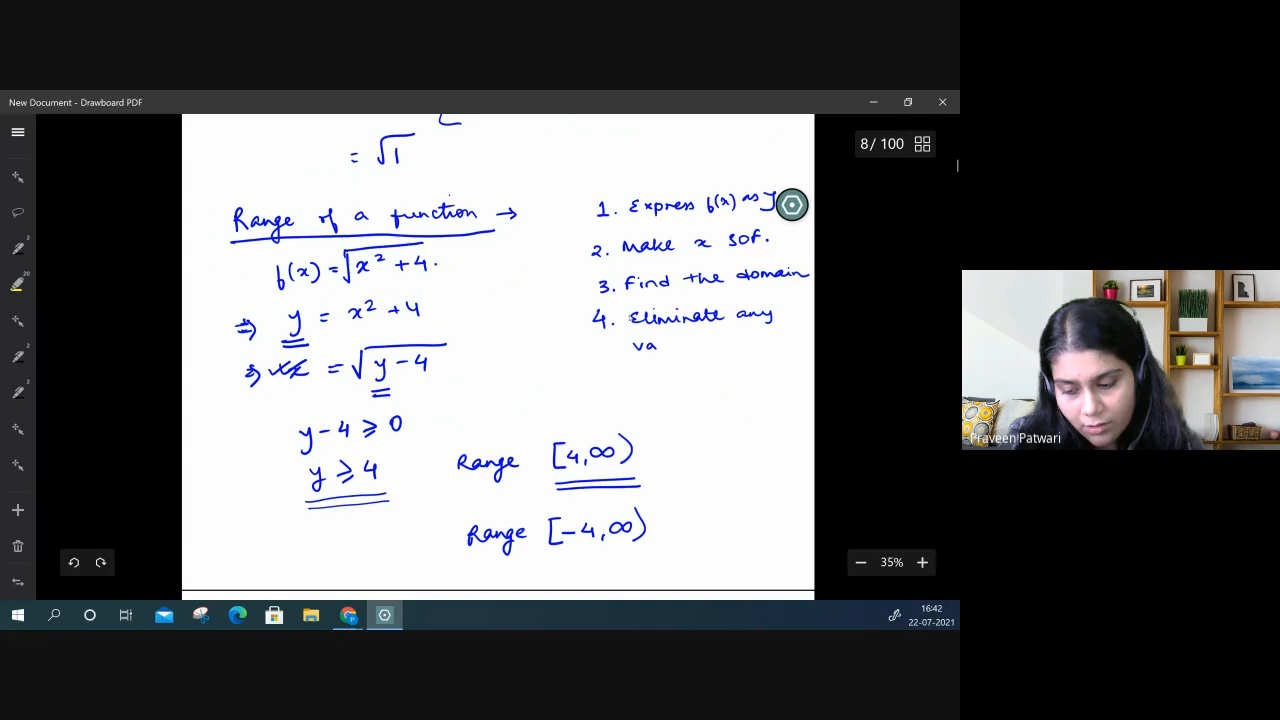 New Document - Drawboard PDF
8 / 100
= √1
Range of a function →
f(x) = √x² + 4.
⇒ y = x² + 4
⇒ = √y - 4
y - 4 ≥ 0
y ≥ 4
Range [4, ∞)
Range [-4, ∞)
1. Express f(x) as y
2. Make x sof.
3. Find the domain
4. Eliminate any
va
35%
Praveen Patwari
16:42
22-07-2021